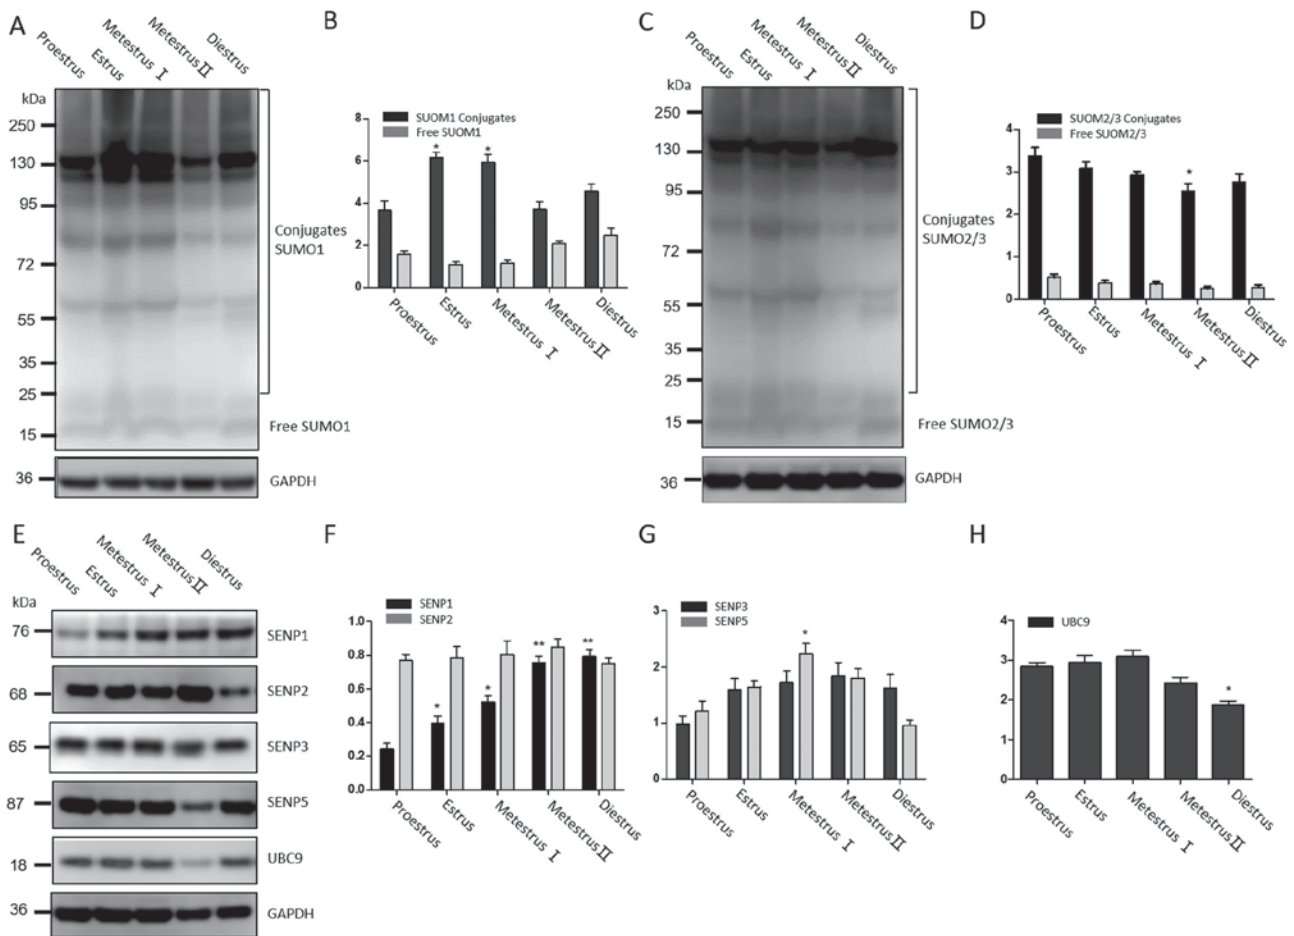 A
Proestrus
Estrus
Metestrus I
Metestrus II
Diestrus
kDa
250
130
95
72
55
35
25
15
36
Conjugates
SUMO1
Free SUMO1
GAPDH
B
SUOM1 Conjugates
Free SUOM1
8
6
4
2
0
*
*
Proestrus
Estrus
Metestrus I
Metestrus II
Diestrus
C
Proestrus
Estrus
Metestrus I
Metestrus II
Diestrus
kDa
250
130
95
72
55
35
25
15
36
Conjugates
SUMO2/3
Free SUMO2/3
GAPDH
D
SUOM2/3 Conjugates
Free SUOM2/3
4
3
2
1
0
*
Proestrus
Estrus
Metestrus I
Metestrus II
Diestrus
E
Proestrus
Estrus
Metestrus I
Metestrus II
Diestrus
kDa
76
SENP1
68
SENP2
65
SENP3
87
SENP5
18
UBC9
36
GAPDH
F
SENP1
SENP2
1.0
0.8
0.6
0.4
0.2
0.0
*
*
**
**
Proestrus
Estrus
Metestrus I
Metestrus II
Diestrus
G
SENP3
SENP5
3
2
1
0
*
Proestrus
Estrus
Metestrus I
Metestrus II
Diestrus
H
UBC9
4
3
2
1
0
*
Proestrus
Estrus
Metestrus I
Metestrus II
Diestrus